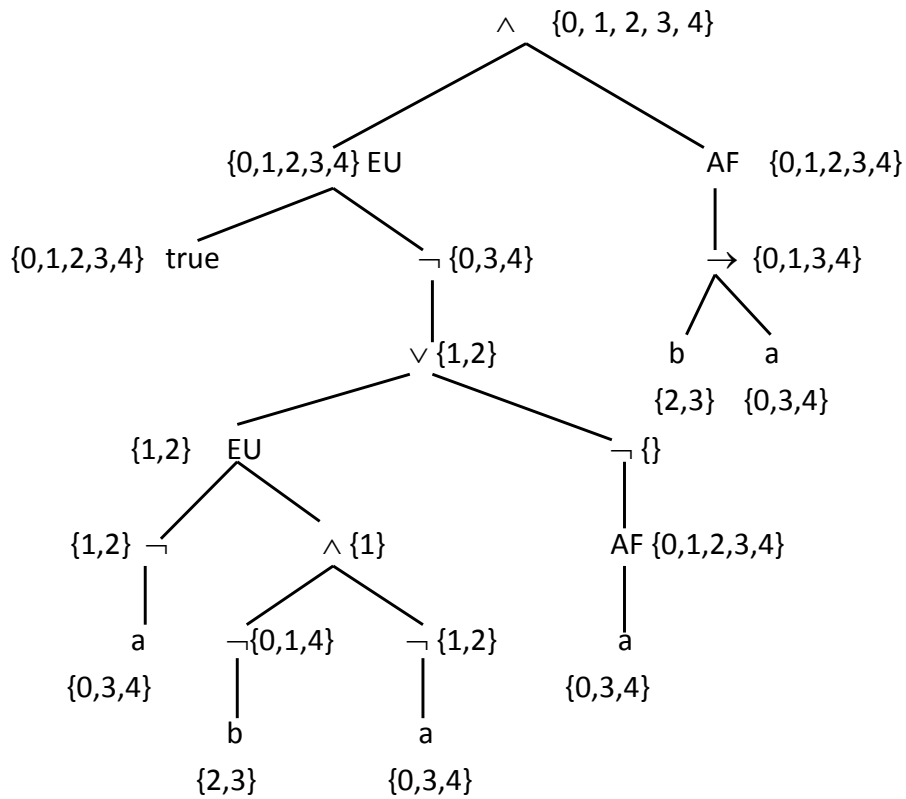 ∧ {0, 1, 2, 3, 4}
{0,1,2,3,4} EU AF {0,1,2,3,4}
{0,1,2,3,4} true ¬ {0,3,4} → {0,1,3,4}
∨ {1,2} b a
{2,3} {0,3,4}
{1,2} EU ¬ {}
{1,2} ¬ ∧ {1} AF {0,1,2,3,4}
a ¬{0,1,4} ¬ {1,2} a
{0,3,4} {0,3,4}
b a
{2,3} {0,3,4}